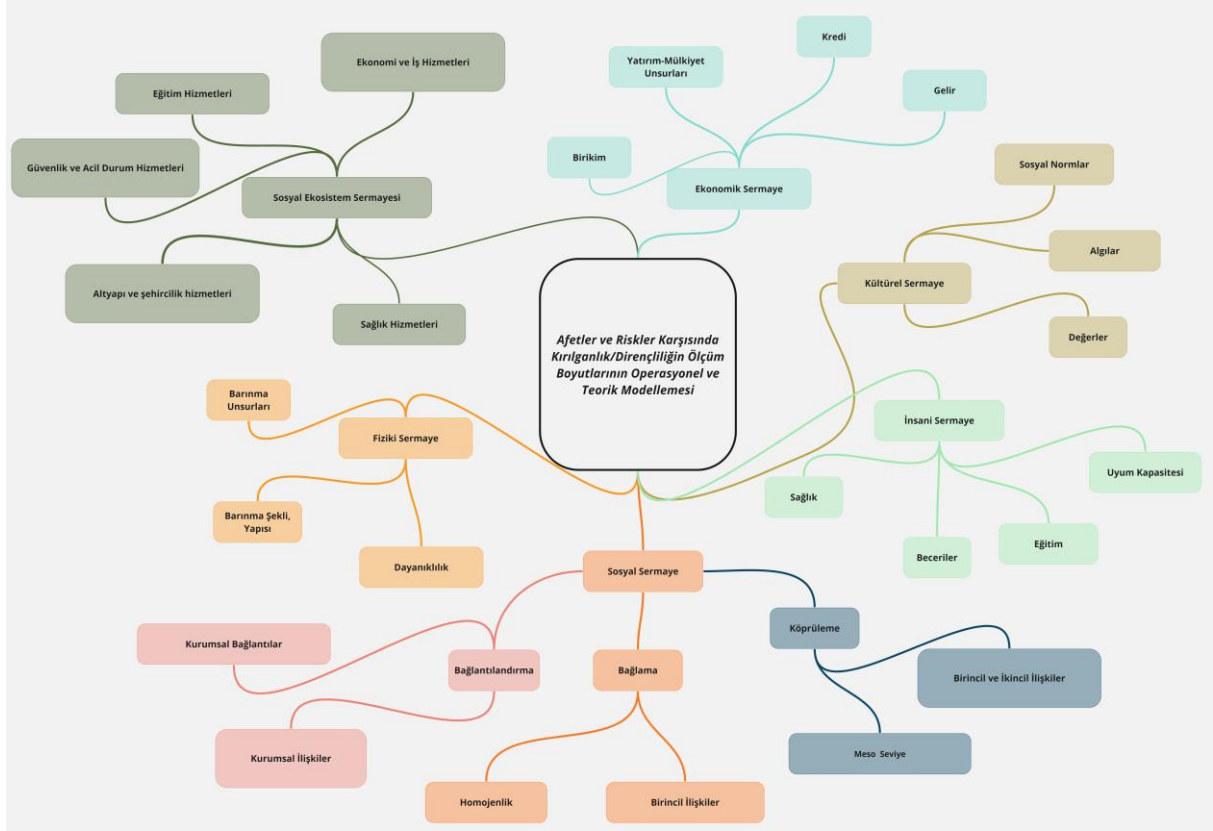 Ekonomi ve İş Hizmetleri
Eğitim Hizmetleri
Güvenlik ve Acil Durum Hizmetleri
Sosyal Ekosistem Sermayesi
Altyapı ve şehircilik hizmetleri
Sağlık Hizmetleri
Kredi
Yatırım-Mülkiyet
Unsurları
Gelir
Birikim
Ekonomik Sermaye
Sosyal Normlar
Algılar
Kültürel Sermaye
Değerler
Afetler ve Riskler Karşısında
Kırılganlık/Dirençliliğin Ölçüm
Boyutlarının Operasyonel ve
Teorik Modellemesi
Barınma
Unsurları
Fiziki Sermaye
Barınma Şekli,
Yapısı
Dayanıklılık
İnsani Sermaye
Uyum Kapasitesi
Sağlık
Eğitim
Beceriler
Sosyal Sermaye
Kurumsal Bağlantılar
Bağlantılandırma
Kurumsal İlişkiler
Bağlama
Homojenlik
Birincil İlişkiler
Köprüleme
Birincil ve İkincil İlişkiler
Meso Seviye